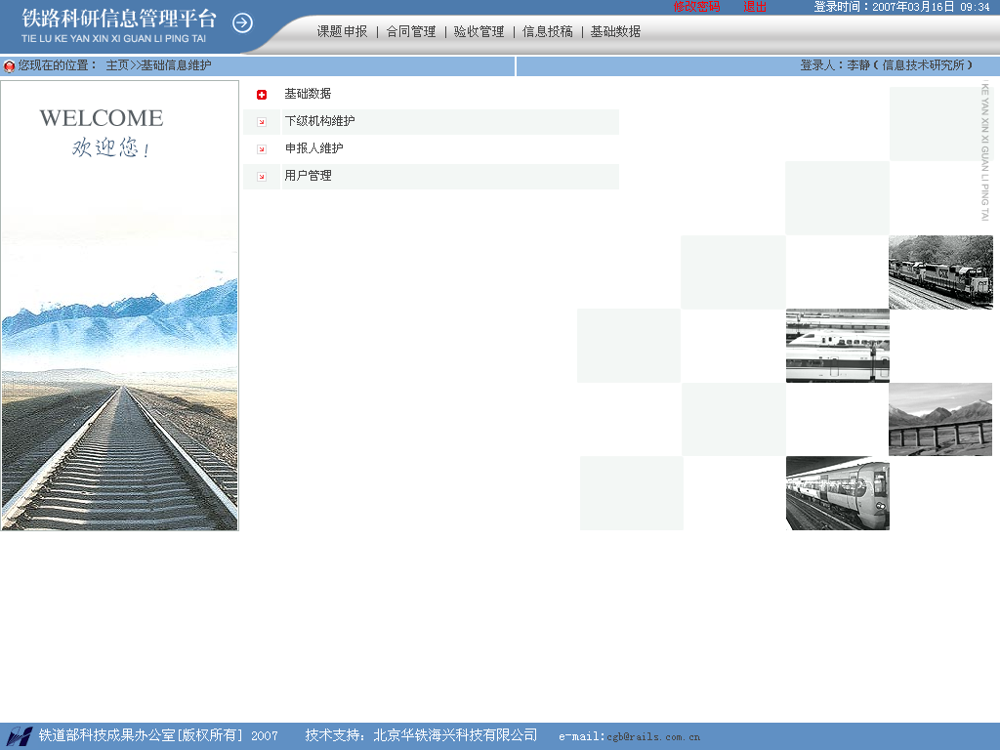 铁路科研信息管理平台
TIE LU KE YAN XIN XI GUAN LI PING TAI
修改密码 退出 登录时间：2007年03月16日 09:34
课题申报 | 合同管理 | 验收管理 | 信息投稿 | 基础数据
您现在的位置： 主页>>基础信息维护 登录人：李静（信息技术研究所）
WELCOME
欢迎您！
基础数据
下级机构维护
申报人维护
用户管理
KE YAN XIN XI GUAN LI PING TAI
铁道部科技成果办公室[版权所有] 2007 技术支持：北京华铁海兴科技有限公司 e-mail:cgb@rails.com.cn